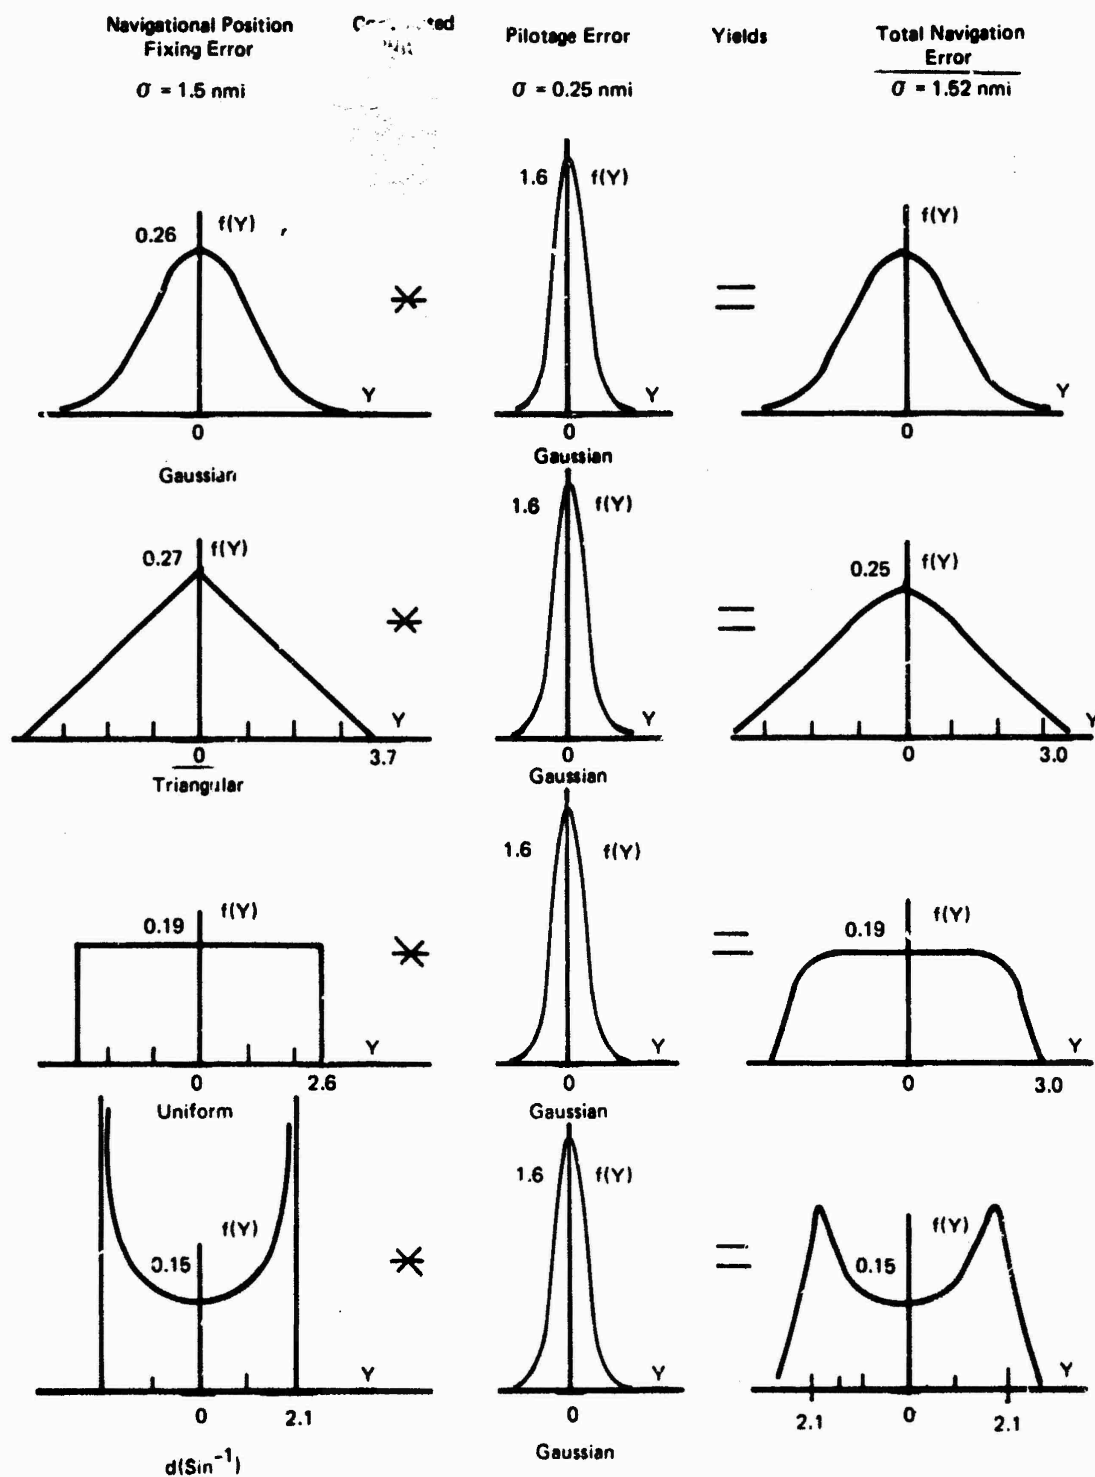 Navigational Position Fixing Error
Pilotage Error
Yields
Total Navigation Error
σ = 1.5 nmi
σ = 0.25 nmi
σ = 1.52 nmi
0.26
f(Y)
Y
0
Gaussian
1.6
f(Y)
0
Gaussian
f(Y)
Y
0
0.27
f(Y)
Y
0
3.7
Triangular
1.6
f(Y)
Y
0
Gaussian
0.25
f(Y)
Y
0
3.0
0.19
f(Y)
Y
0
2.6
Uniform
1.6
f(Y)
Y
0
Gaussian
0.19
f(Y)
Y
0
3.0
f(Y)
0.15
Y
0
2.1
d(Sin⁻¹)
1.6
f(Y)
Y
0
Gaussian
f(Y)
0.15
Y
2.1
0
2.1